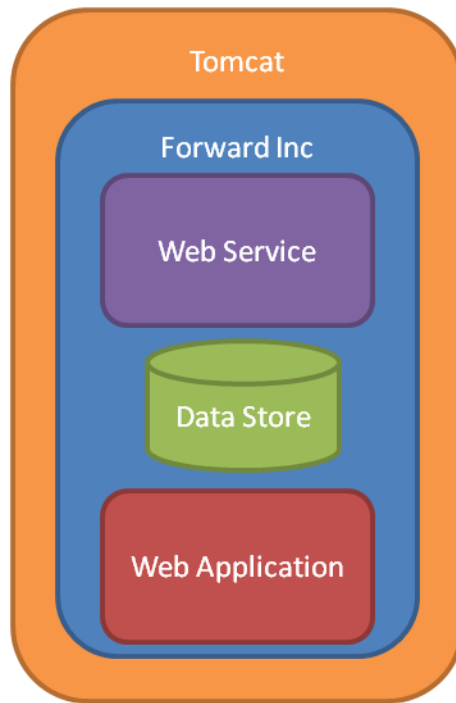 Tomcat
Forward Inc
Web Service
Data Store
Web Application